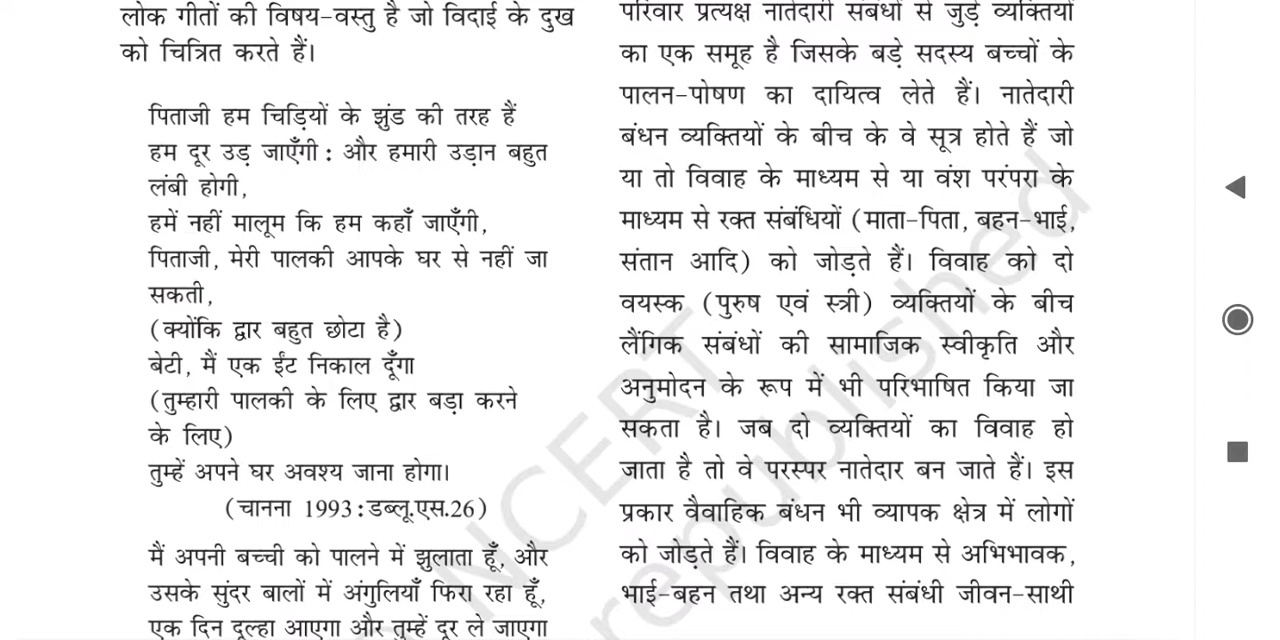 लोक गीतों की विषय-वस्तु है जो विदाई के दुख
को चित्रित करते हैं।
पिताजी हम चिड़ियों के झुंड की तरह हैं
हम दूर उड़ जाएँगी : और हमारी उड़ान बहुत
लंबी होगी,
हमें नहीं मालूम कि हम कहाँ जाएँगी,
पिताजी, मेरी पालकी आपके घर से नहीं जा
सकती,
(क्योंकि द्वार बहुत छोटा है)
बेटी, मैं एक ईंट निकाल दूँगा
(तुम्हारी पालकी के लिए द्वार बड़ा करने
के लिए)
तुम्हें अपने घर अवश्य जाना होगा।
(चानना 1993 : डब्लू.एस.26)
मैं अपनी बच्ची को पालने में झुलाता हूँ, और
उसके सुंदर बालों में अंगुलियाँ फिरा रहा हूँ,
एक दिन दूल्हा आएगा और तुम्हें दूर ले जाएगा
परिवार प्रत्यक्ष नातेदारी संबंधों से जुड़े व्यक्तियों
का एक समूह है जिसके बड़े सदस्य बच्चों के
पालन-पोषण का दायित्व लेते हैं। नातेदारी
बंधन व्यक्तियों के बीच के वे सूत्र होते हैं जो
या तो विवाह के माध्यम से या वंश परंपरा के
माध्यम से रक्त संबंधियों (माता-पिता, बहन-भाई,
संतान आदि) को जोड़ते हैं। विवाह को दो
वयस्क (पुरुष एवं स्त्री) व्यक्तियों के बीच
लैंगिक संबंधों की सामाजिक स्वीकृति और
अनुमोदन के रूप में भी परिभाषित किया जा
सकता है। जब दो व्यक्तियों का विवाह हो
जाता है तो वे परस्पर नातेदार बन जाते हैं। इस
प्रकार वैवाहिक बंधन भी व्यापक क्षेत्र में लोगों
को जोड़ते हैं। विवाह के माध्यम से अभिभावक,
भाई-बहन तथा अन्य रक्त संबंधी जीवन-साथी
NCERT
republished